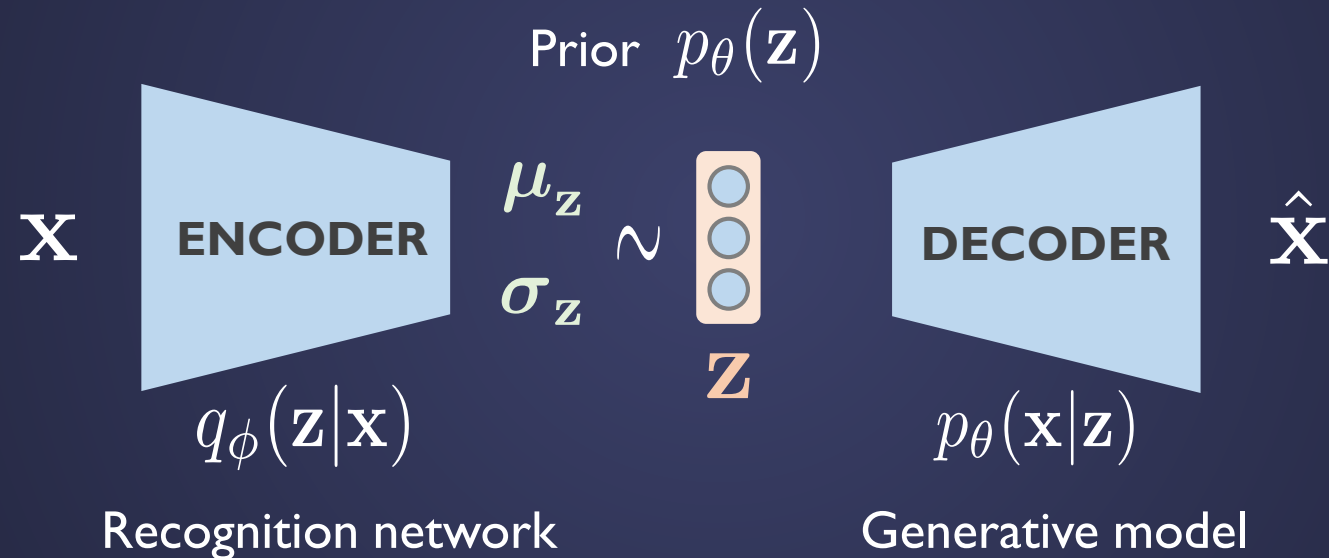 Prior p_θ(z)
x
ENCODER
μ_z
σ_z
~
z
DECODER
x̂
q_ϕ(z|x)
p_θ(x|z)
Recognition network
Generative model